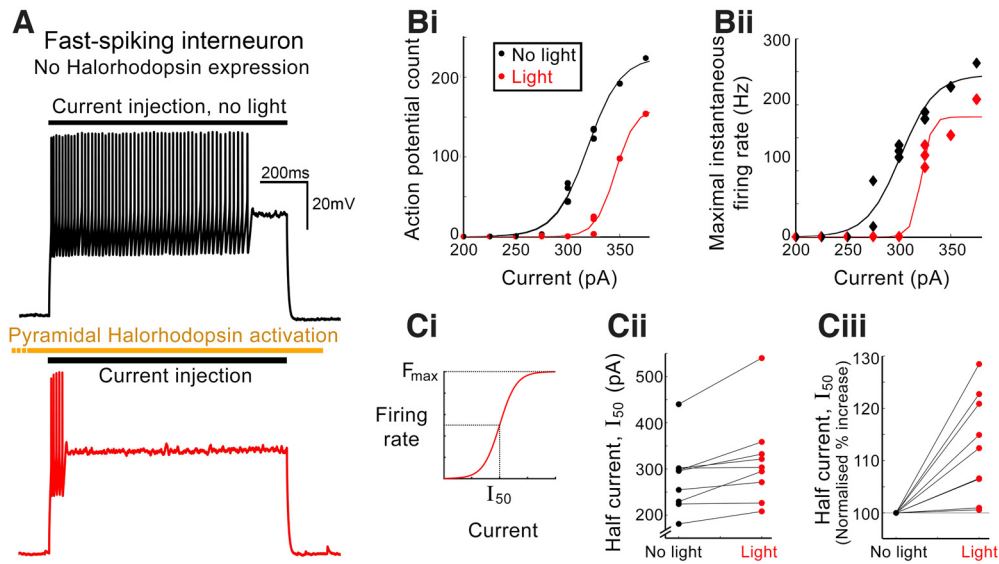 A
Fast-spiking interneuron
No Halorhodopsin expression
Current injection, no light
200ms
20mV
Pyramidal Halorhodopsin activation
Current injection
Bi
Action potential count
200
100
0
200
250
300
350
Current (pA)
No light
Light
Bii
Maximal instantaneous
firing rate (Hz)
300
200
100
0
200
250
300
350
Current (pA)
Ci
Fmax
Firing
rate
I50
Current
Cii
Half current, I50 (pA)
500
400
300
200
No light
Light
Ciii
Half current, I50
(Normalised % increase)
130
120
110
100
No light
Light